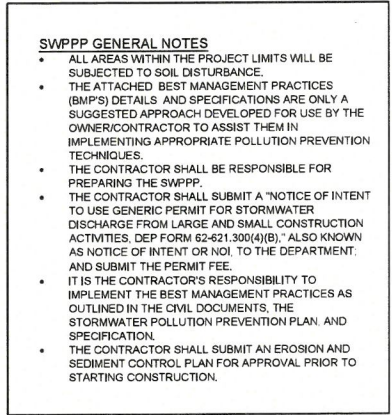 SWPPP GENERAL NOTES
• ALL AREAS WITHIN THE PROJECT LIMITS WILL BE
SUBJECTED TO SOIL DISTURBANCE.
• THE ATTACHED BEST MANAGEMENT PRACTICES
(BMP'S) DETAILS AND SPECIFICATIONS ARE ONLY A
SUGGESTED APPROACH DEVELOPED FOR USE BY THE
OWNER/CONTRACTOR TO ASSIST THEM IN
IMPLEMENTING APPROPRIATE POLLUTION PREVENTION
TECHNIQUES.
• THE CONTRACTOR SHALL BE RESPONSIBLE FOR
PREPARING THE SWPPP.
• THE CONTRACTOR SHALL SUBMIT A "NOTICE OF INTENT
TO USE GENERIC PERMIT FOR STORMWATER
DISCHARGE FROM LARGE AND SMALL CONSTRUCTION
ACTIVITIES, DEP FORM 62-621.300(4)(B)," ALSO KNOWN
AS NOTICE OF INTENT OR NOI, TO THE DEPARTMENT;
AND SUBMIT THE PERMIT FEE.
• IT IS THE CONTRACTOR'S RESPONSIBILITY TO
IMPLEMENT THE BEST MANAGEMENT PRACTICES AS
OUTLINED IN THE CIVIL DOCUMENTS, THE
STORMWATER POLLUTION PREVENTION PLAN, AND
SPECIFICATION.
• THE CONTRACTOR SHALL SUBMIT AN EROSION AND
SEDIMENT CONTROL PLAN FOR APPROVAL PRIOR TO
STARTING CONSTRUCTION.